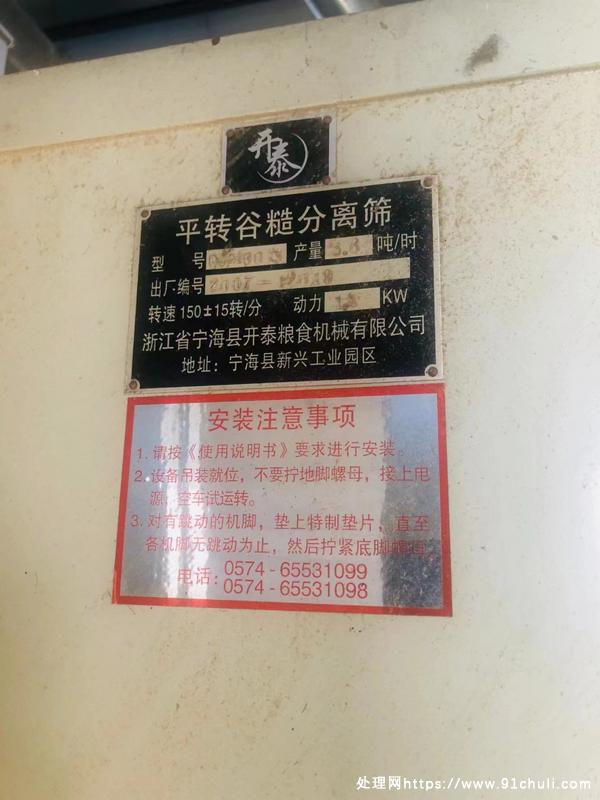 开泰
平转谷糙分离筛
型 号 产量 吨/时
出厂编号
转速 150±15转/分 动力 KW
浙江省宁海县开泰粮食机械有限公司
地址：宁海县新兴工业园区
安装注意事项
1. 请按《使用说明书》要求进行安装。
2. 设备吊装就位，不要拧地脚螺母，接上电
源，空车试运转。
3. 对有跳动的机脚，垫上特制垫片，直至
各机脚无跳动为止，然后拧紧底脚螺母。
电话：0574-65531099
0574-65531098
处理网https://www.91chuli.com